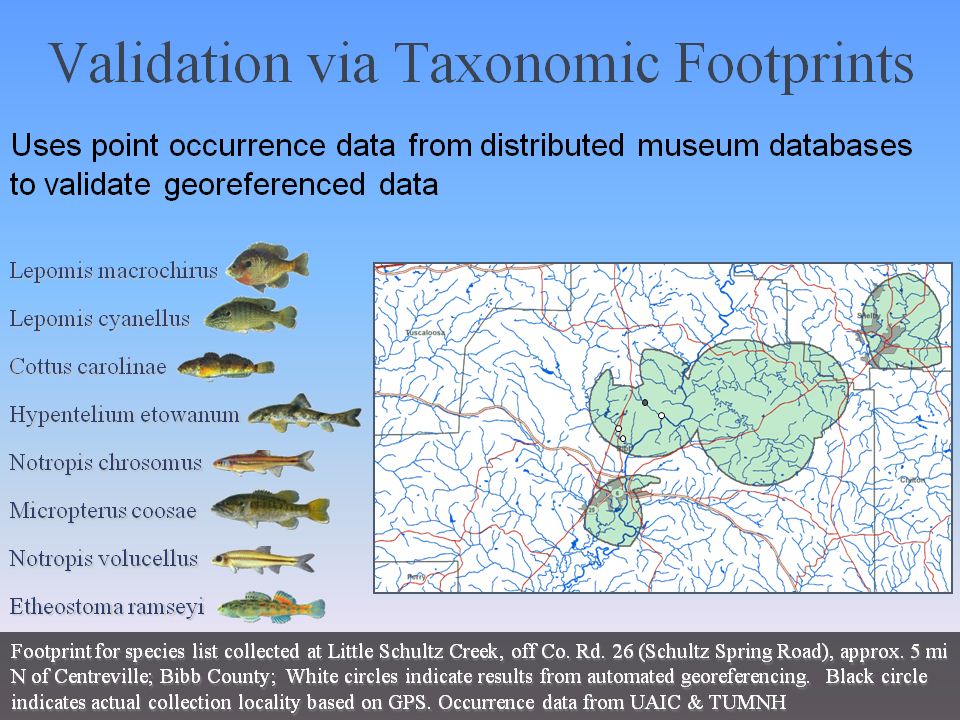 Validation via Taxonomic Footprints
Uses point occurrence data from distributed museum databases
to validate georeferenced data
Lepomis macrochirus
Lepomis cyanellus
Cottus carolinae
Hypentelium etowanum
Notropis chrosomus
Micropterus coosae
Notropis volucellus
Etheostoma ramseyi
Tuscaloosa
Shelby
Bibb
Chilton
Perry
Footprint for species list collected at Little Schultz Creek, off Co. Rd. 26 (Schultz Spring Road), approx. 5 mi
N of Centreville; Bibb County; White circles indicate results from automated georeferencing. Black circle
indicates actual collection locality based on GPS. Occurrence data from UAIC & TUMNH